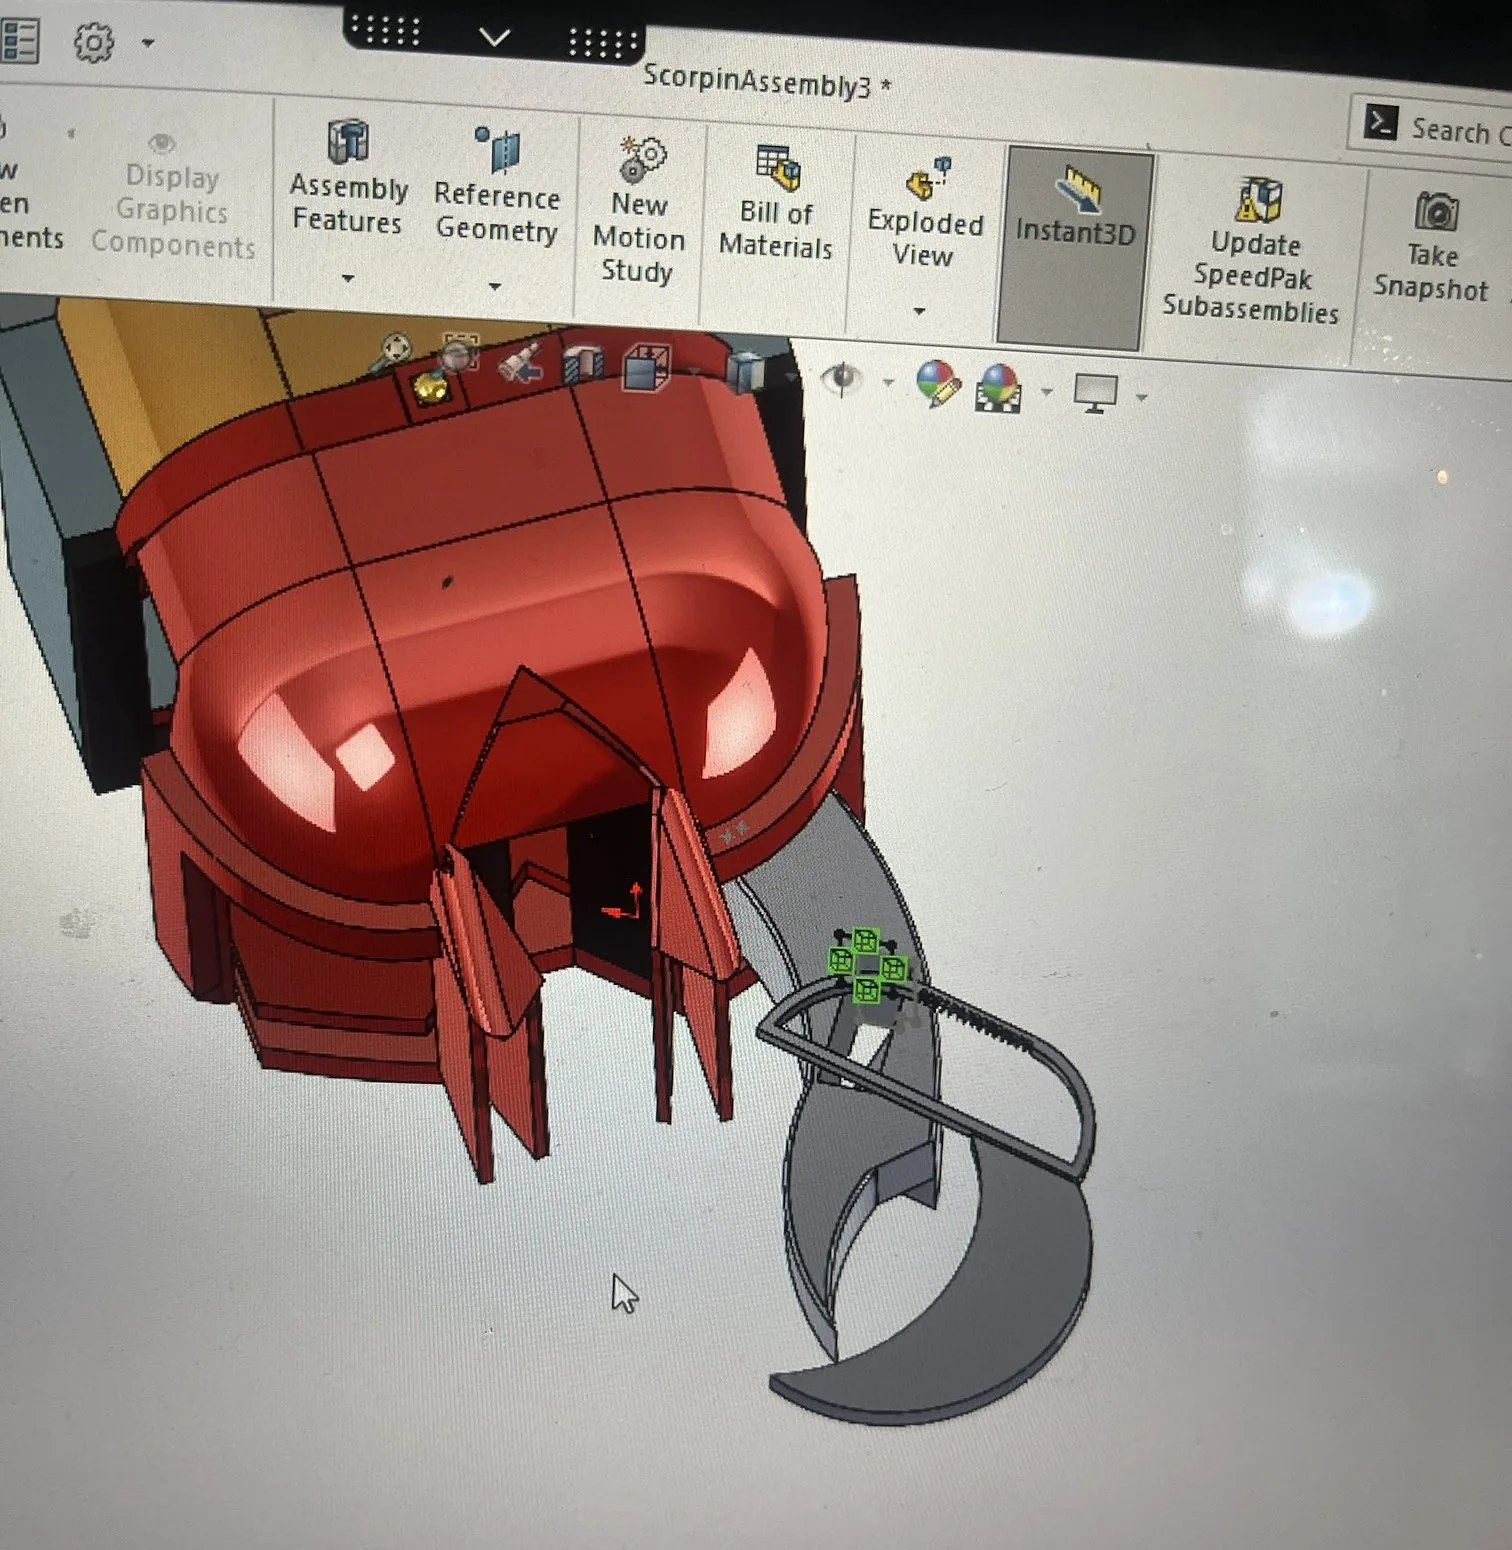 ScorpinAssembly3 *
Search
Display
Graphics
Components
Assembly
Features
Reference
Geometry
New
Motion
Study
Bill of
Materials
Exploded
View
Instant3D
Update
SpeedPak
Subassemblies
Take
Snapshot